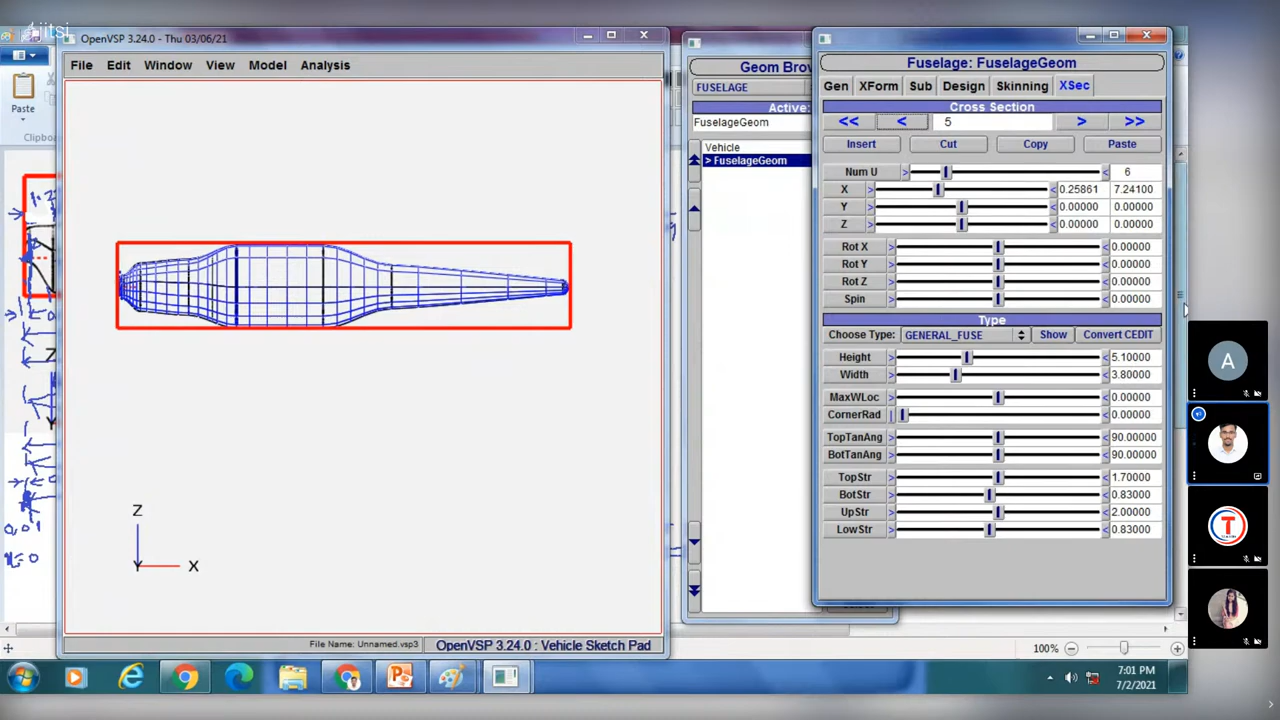 jitsi
OpenVSP 3.24.0 - Thu 03/06/21
File Edit Window View Model Analysis
Paste
Clipboa
Z
X
Y
File Name: Unnamed.vsp3
OpenVSP 3.24.0 : Vehicle Sketch Pad
Geom Brow
FUSELAGE
Active:
FuselageGeom
Vehicle
> FuselageGeom
Fuselage: FuselageGeom
Gen XForm Sub Design Skinning XSec
Cross Section
<< < 5 > >>
Insert Cut Copy Paste
Num U > < 6
X > < 0.25861 7.24100
Y > < 0.00000 0.00000
Z > < 0.00000 0.00000
Rot X > < 0.00000
Rot Y > < 0.00000
Rot Z > < 0.00000
Spin > < 0.00000
Type
Choose Type: GENERAL_FUSE Show Convert CEDIT
Height > < 5.10000
Width > < 3.80000
MaxWLoc > < 0.00000
CornerRad | < 0.00000
TopTanAng > < 90.00000
BotTanAng > < 90.00000
TopStr > < 1.70000
BotStr > < 0.83000
UpStr > < 2.00000
LowStr > < 0.83000
A
T
100%
7:01 PM
7/2/2021